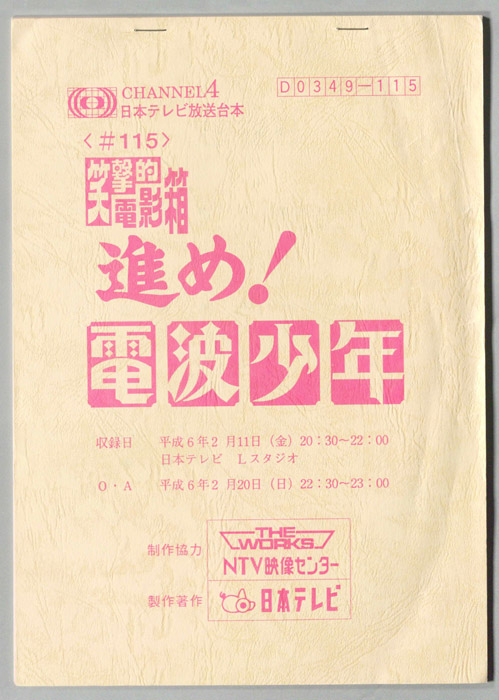 CHANNEL4
D0349-115
日本テレビ放送台本
〈#115〉
笑撃的
電影箱
進め!
電波少年
収録日 平成6年2月11日(金)20:30〜22:00
日本テレビ Lスタジオ
O・A 平成6年2月20日(日)22:30〜23:00
制作協力
THE WORKS
NTV映像センター
製作著作 日本テレビ